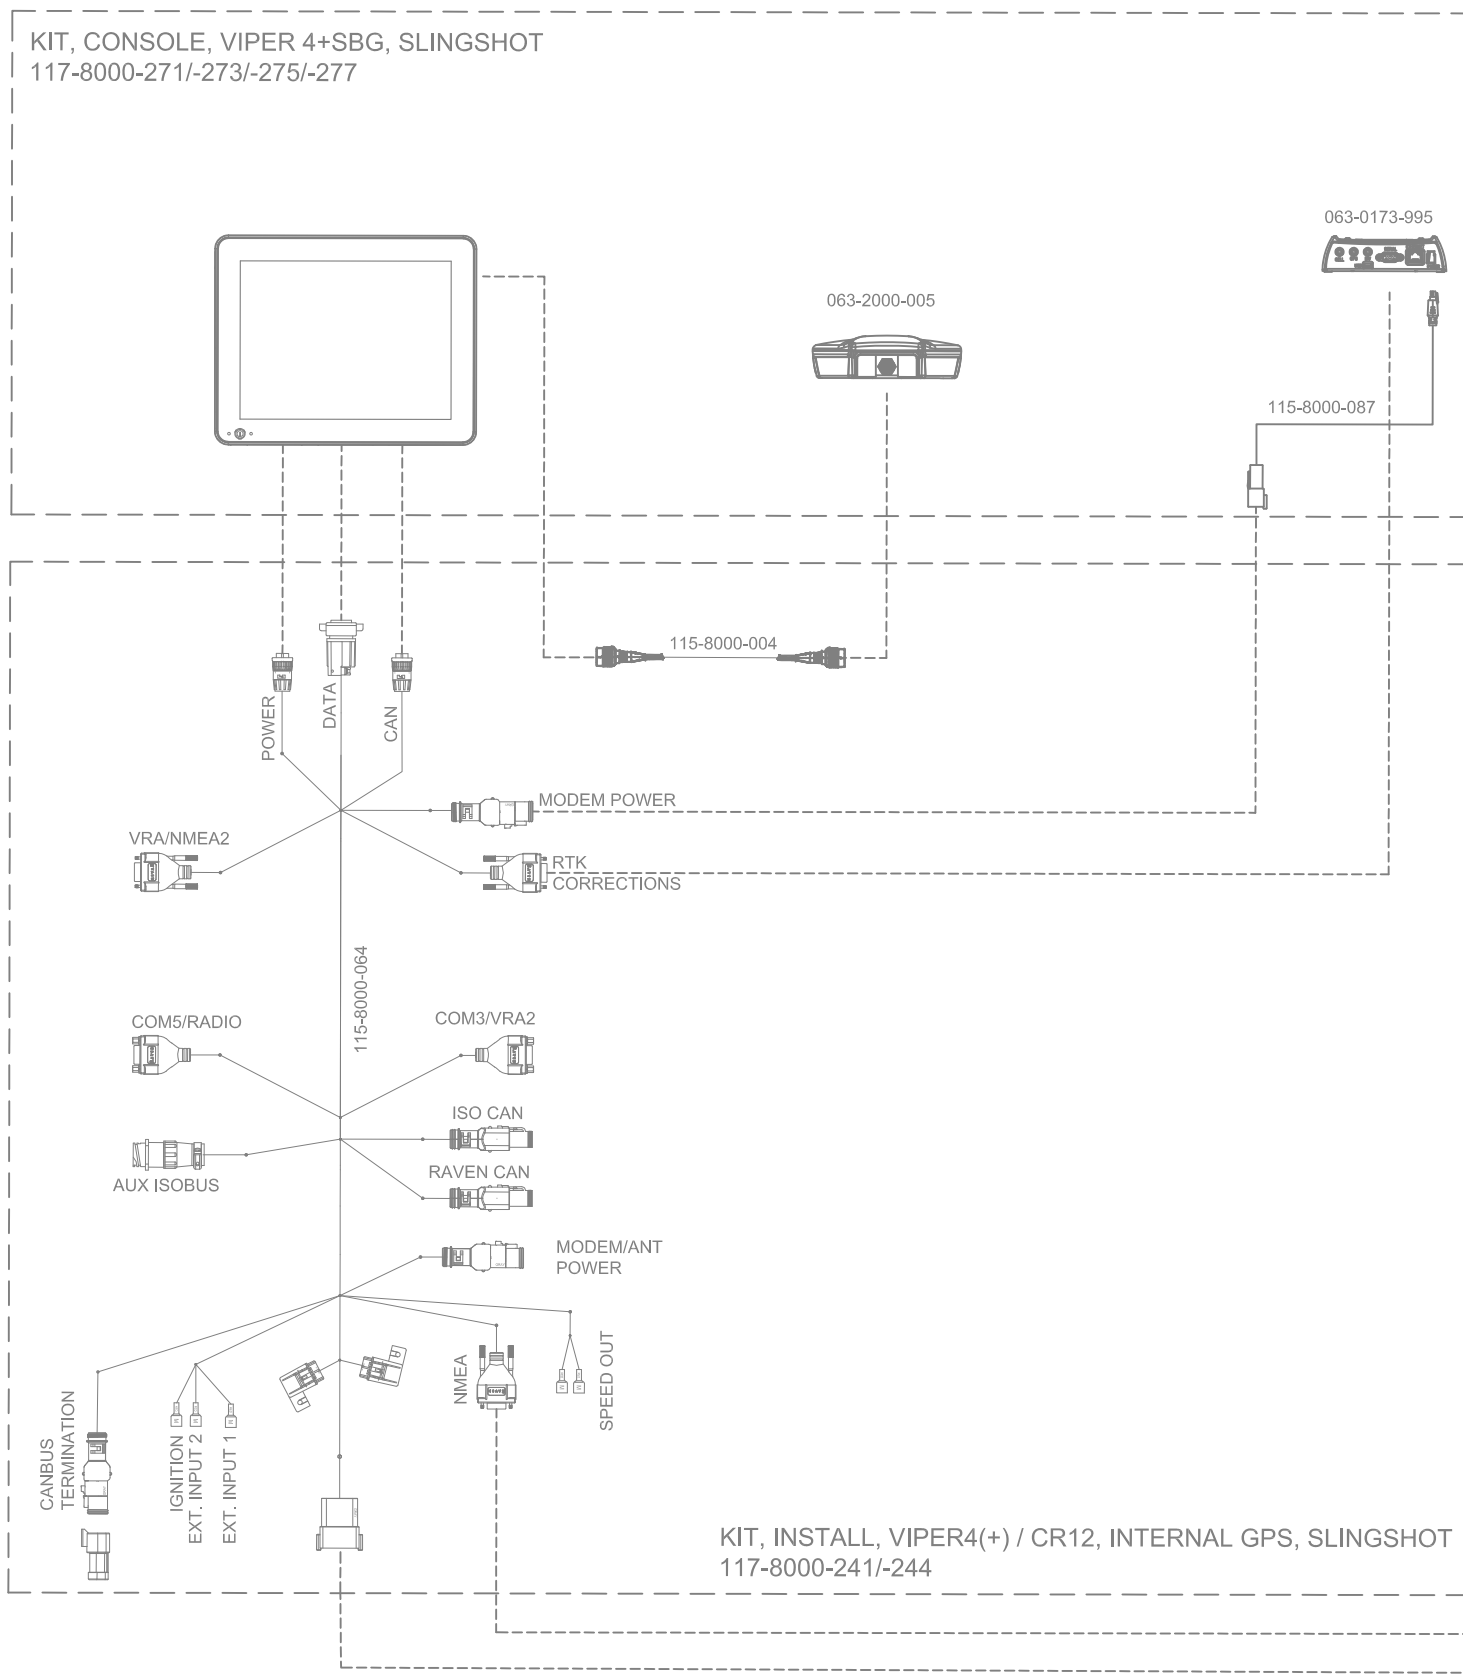 KIT, CONSOLE, VIPER 4+SBG, SLINGSHOT
117-8000-271/-273/-275/-277
063-0173-995
063-2000-005
115-8000-087
115-8000-004
POWER
DATA
CAN
MODEM POWER
VRA/NMEA2
RTK
CORRECTIONS
115-8000-064
COM5/RADIO
COM3/VRA2
ISO CAN
RAVEN CAN
AUX ISOBUS
MODEM/ANT
POWER
CANBUS
TERMINATION
IGNITION
EXT. INPUT 2
EXT. INPUT 1
NMEA
SPEED OUT
KIT, INSTALL, VIPER4(+) / CR12, INTERNAL GPS, SLINGSHOT
117-8000-241/-244